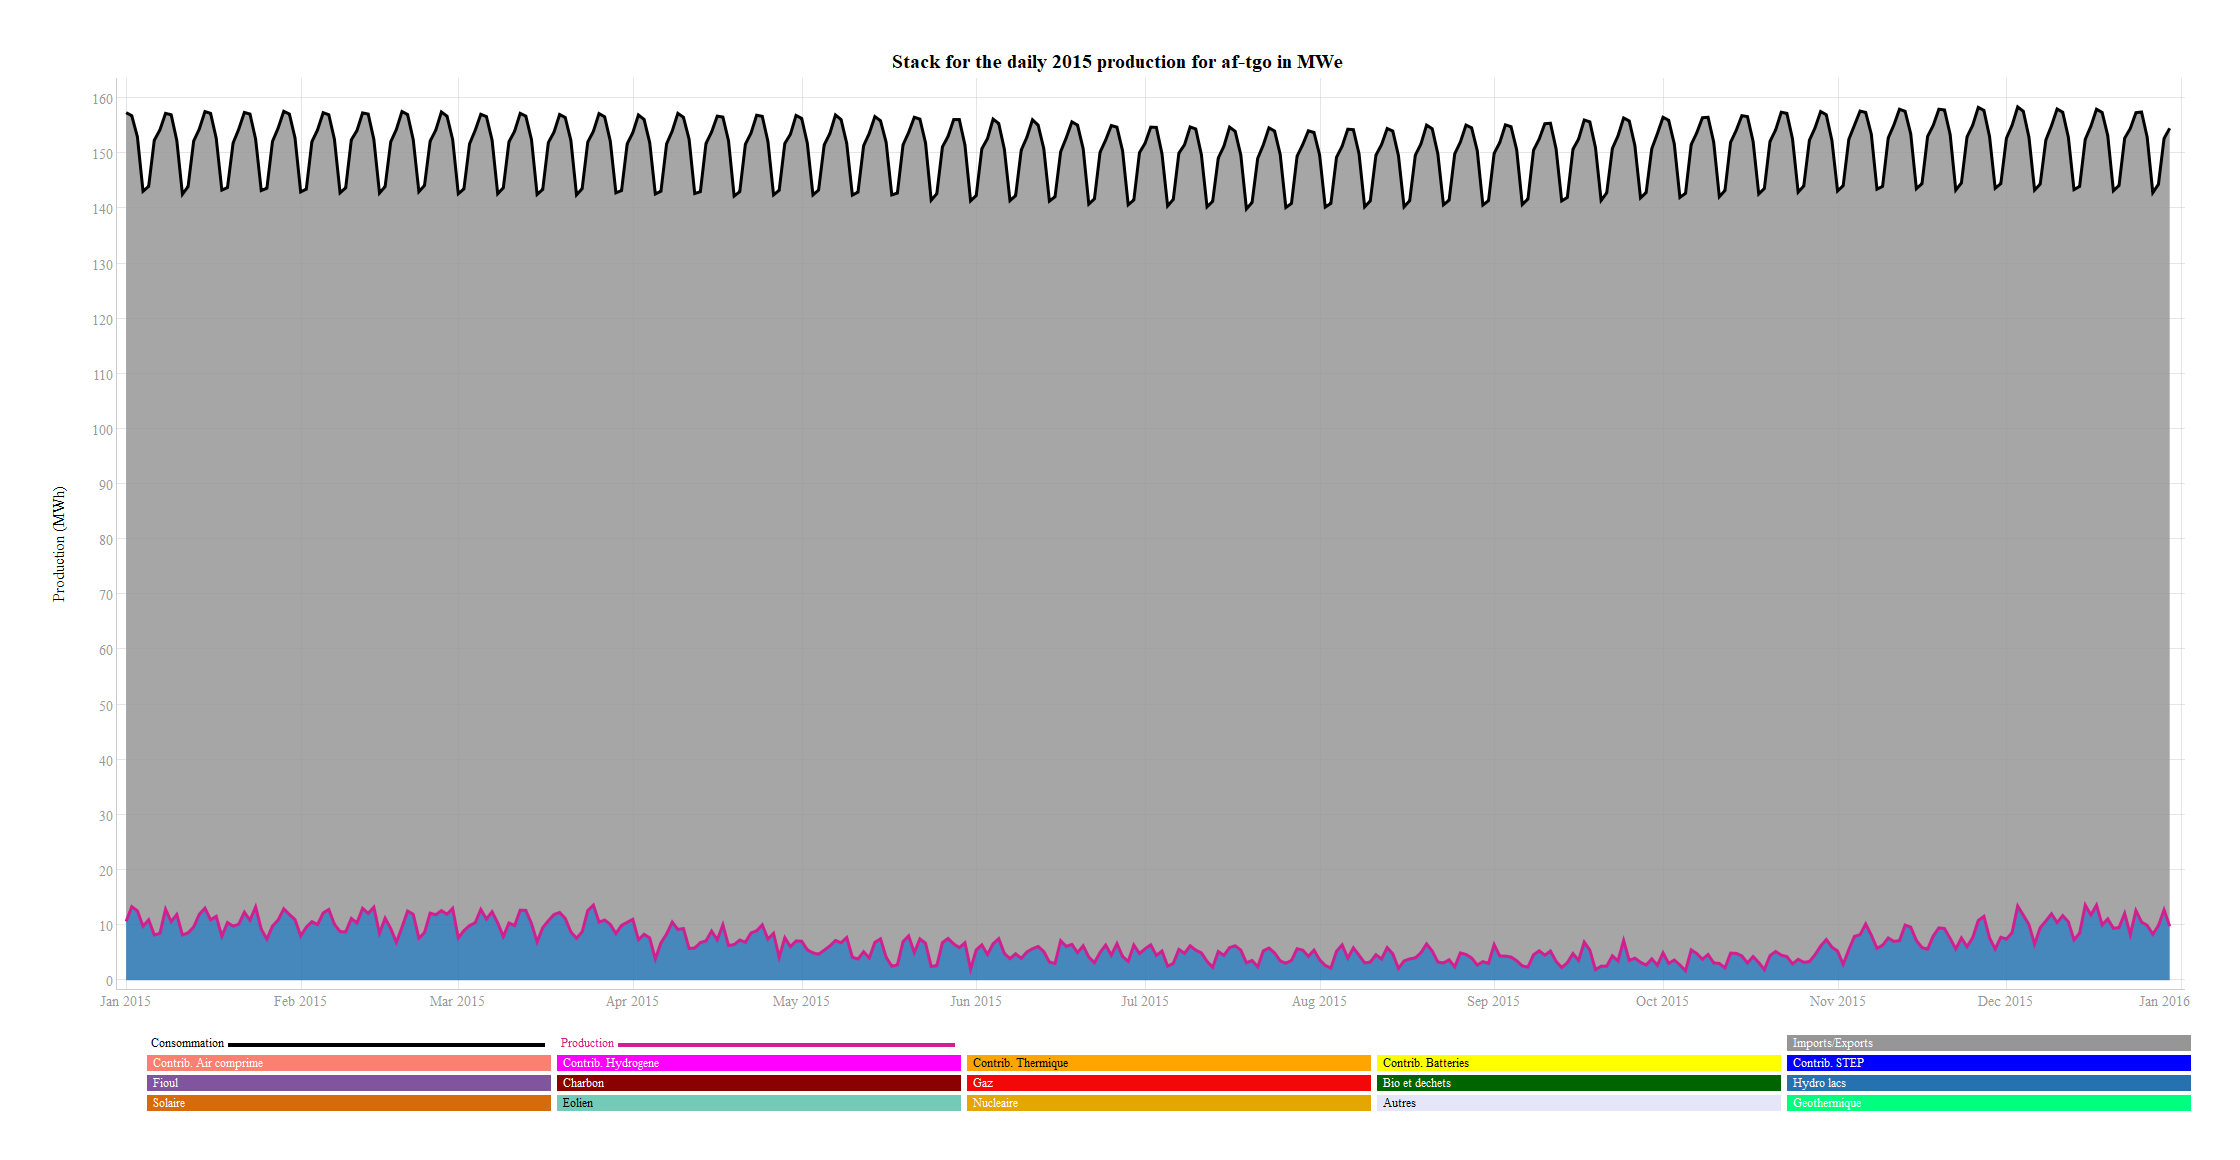 Stack for the daily 2015 production for af-tgo in MWe
160
150
140
130
120
110
100
90
80
70
60
50
40
30
20
10
0
Production (MWh)
Jan 2015 Feb 2015 Mar 2015 Apr 2015 May 2015 Jun 2015 Jul 2015 Aug 2015 Sep 2015 Oct 2015 Nov 2015 Dec 2015 Jan 2016
Consommation Production Imports/Exports
Contrib. Air comprime Contrib. Hydrogene Contrib. Thermique Contrib. Batteries Contrib. STEP
Fioul Charbon Gaz Bio et dechets Hydro lacs
Solaire Eolien Nucleaire Autres Geothermique